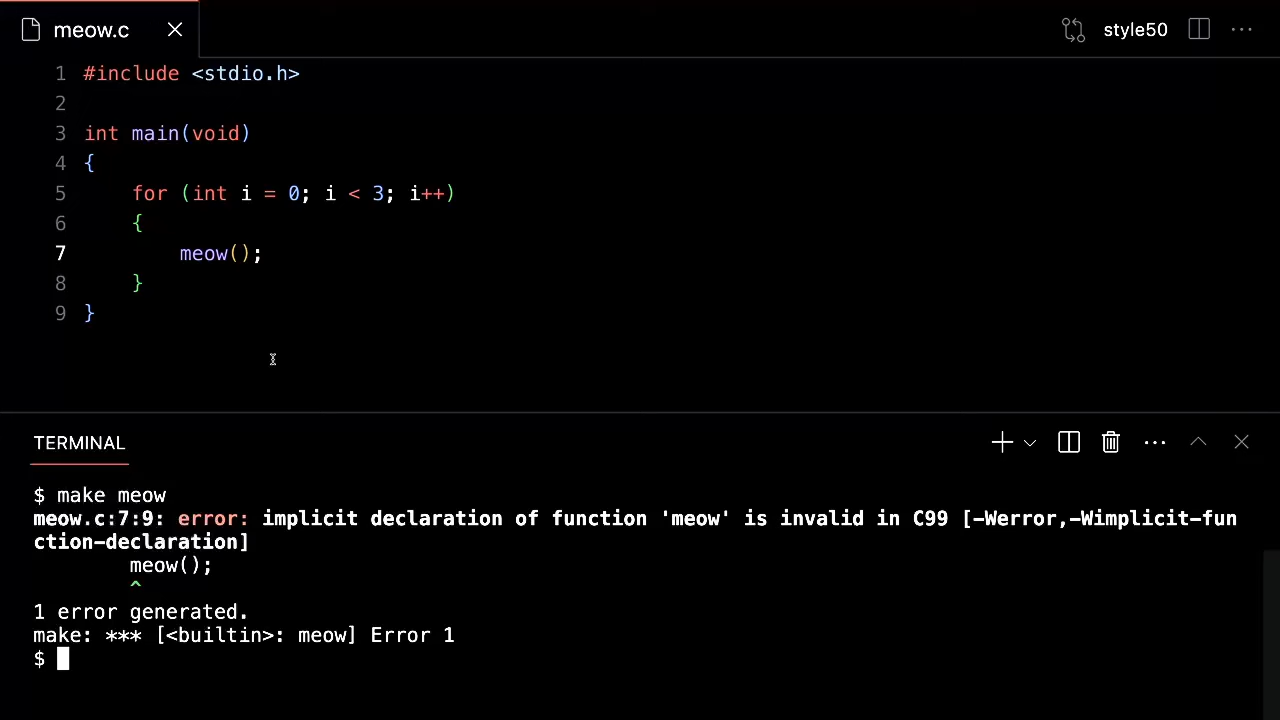 meow.c
style50
1 #include <stdio.h>
2
3 int main(void)
4 {
5     for (int i = 0; i < 3; i++)
6     {
7         meow();
8     }
9 }
TERMINAL
$ make meow
meow.c:7:9: error: implicit declaration of function 'meow' is invalid in C99 [-Werror,-Wimplicit-fun
ction-declaration]
        meow();
        ^
1 error generated.
make: *** [<builtin>: meow] Error 1
$